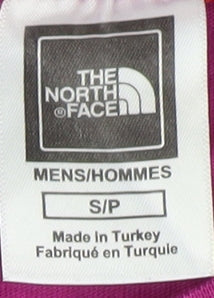 THE
NORTH
®FACE
MENS/HOMMES
S/P
Made in Turkey
Fabriqué en Turquie